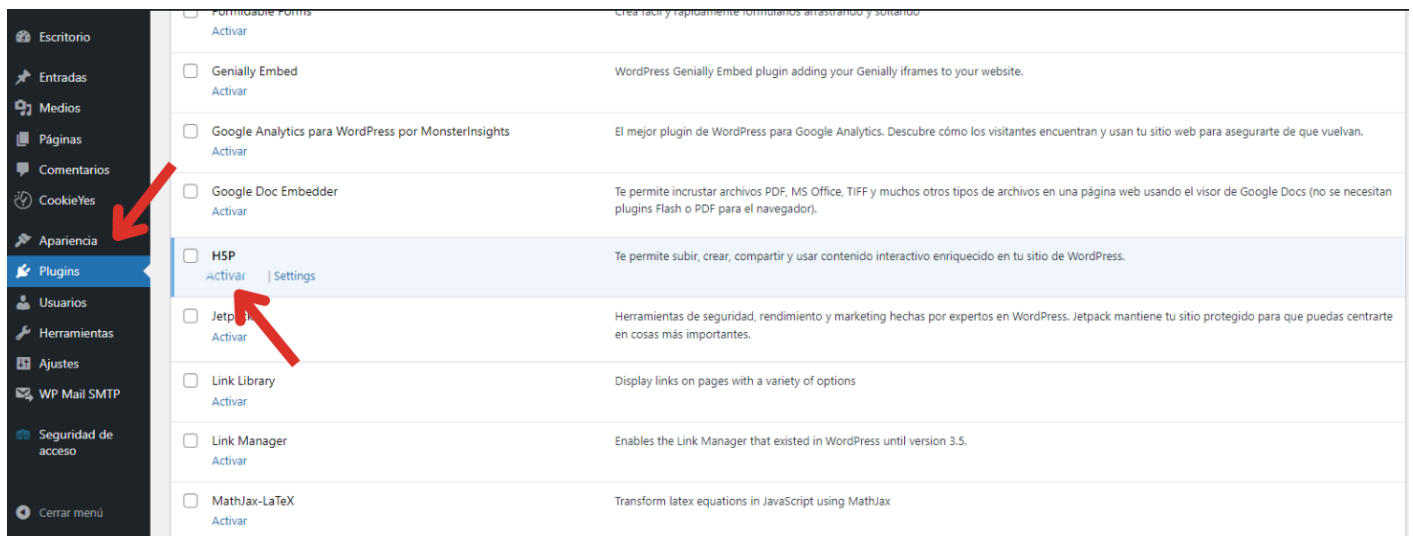 Escritorio
Entradas
Medios
Páginas
Comentarios
CookieYes
Apariencia
Plugins
Usuarios
Herramientas
Ajustes
WP Mail SMTP
Seguridad de
acceso
Cerrar menú
Formidable Forms
Crea fácil y rápidamente formularios arrastrando y soltando
Activar
Genially Embed
WordPress Genially Embed plugin adding your Genially iframes to your website.
Activar
Google Analytics para WordPress por MonsterInsights
El mejor plugin de WordPress para Google Analytics. Descubre cómo los visitantes encuentran y usan tu sitio web para asegurarte de que vuelvan.
Activar
Google Doc Embedder
Te permite incrustar archivos PDF, MS Office, TIFF y muchos otros tipos de archivos en una página web usando el visor de Google Docs (no se necesitan
plugins Flash o PDF para el navegador).
Activar
H5P
Te permite subir, crear, compartir y usar contenido interactivo enriquecido en tu sitio de WordPress.
Activar | Settings
Jetpack
Herramientas de seguridad, rendimiento y marketing hechas por expertos en WordPress. Jetpack mantiene tu sitio protegido para que puedas centrarte
en cosas más importantes.
Activar
Link Library
Display links on pages with a variety of options
Activar
Link Manager
Enables the Link Manager that existed in WordPress until version 3.5.
Activar
MathJax-LaTeX
Transform latex equations in JavaScript using MathJax
Activar